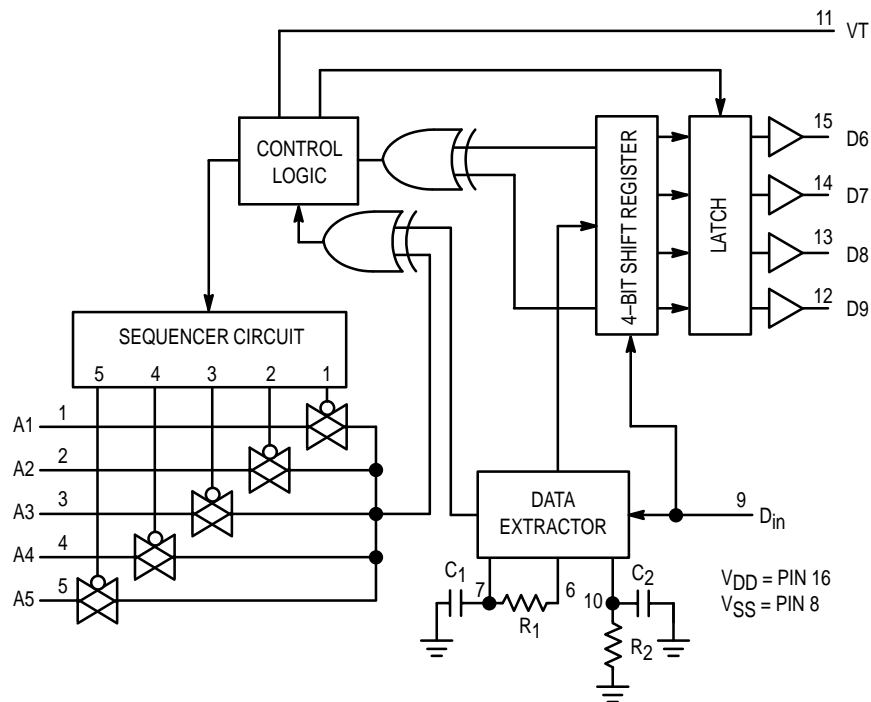 11 VT
CONTROL
LOGIC
4–BIT SHIFT REGISTER
LATCH
15 D6
14 D7
13 D8
12 D9
SEQUENCER CIRCUIT
5 4 3 2 1
A1 1
A2 2
A3 3
A4 4
A5 5
DATA
EXTRACTOR
9 Din
C1 7 R1 6 10 C2
R2
VDD = PIN 16
VSS = PIN 8